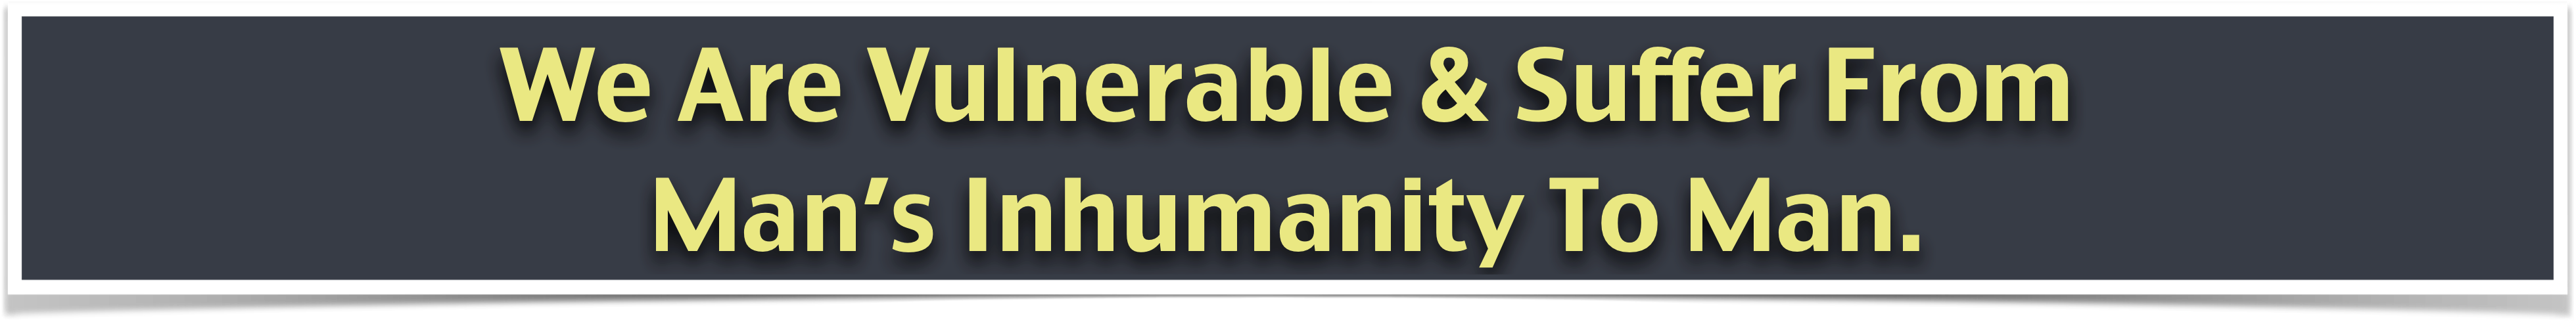 We Are Vulnerable & Suffer From
Man’s Inhumanity To Man.